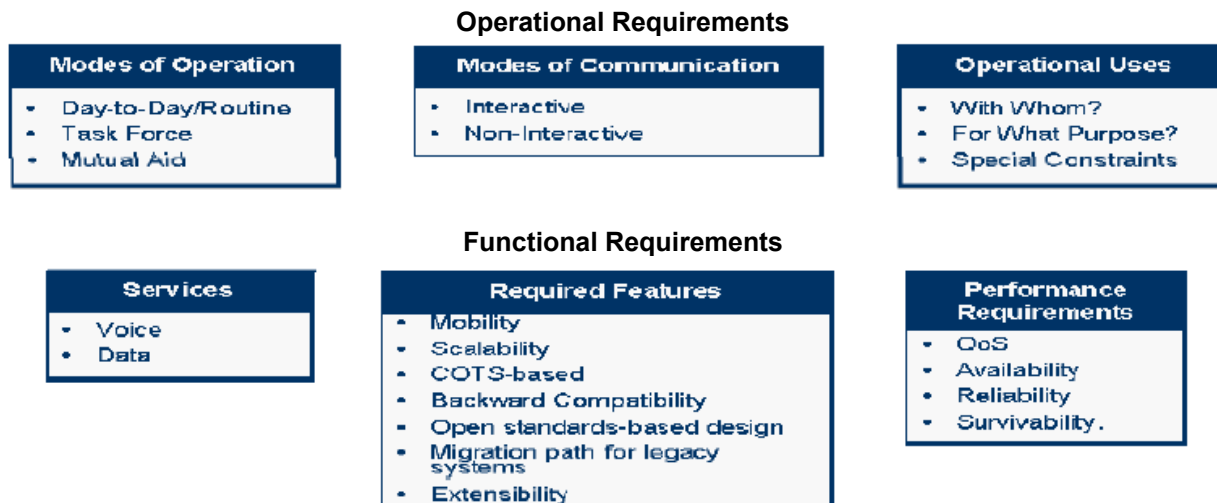 Operational Requirements
Modes of Operation
• Day-to-Day/Routine
• Task Force
• Mutual Aid
Modes of Communication
• Interactive
• Non-Interactive
Operational Uses
• With Whom?
• For What Purpose?
• Special Constraints
Functional Requirements
Services
• Voice
• Data
Required Features
• Mobility
• Scalability
• COTS-based
• Backward Compatibility
• Open standards-based design
• Migration path for legacy
systems
• Extensibility
Performance
Requirements
• QoS
• Availability
• Reliability
• Survivability.